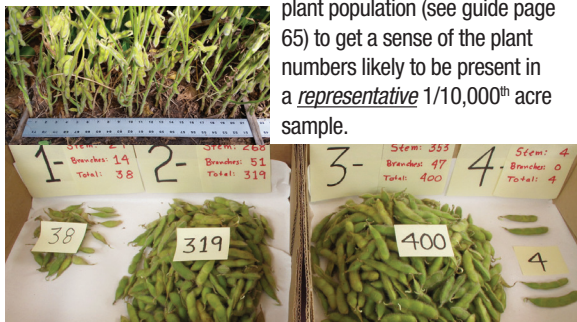 plant population (see guide page
65) to get a sense of the plant
numbers likely to be present in
a representative 1/10,000th acre
sample.
1-
Branches: 14
Total: 38
2-
Stem: 268
Branches: 51
Total: 319
3-
Stem: 353
Branches: 47
Total: 400
4-
Stem: 4
Branches: 0
Total: 4
38
319
400
4